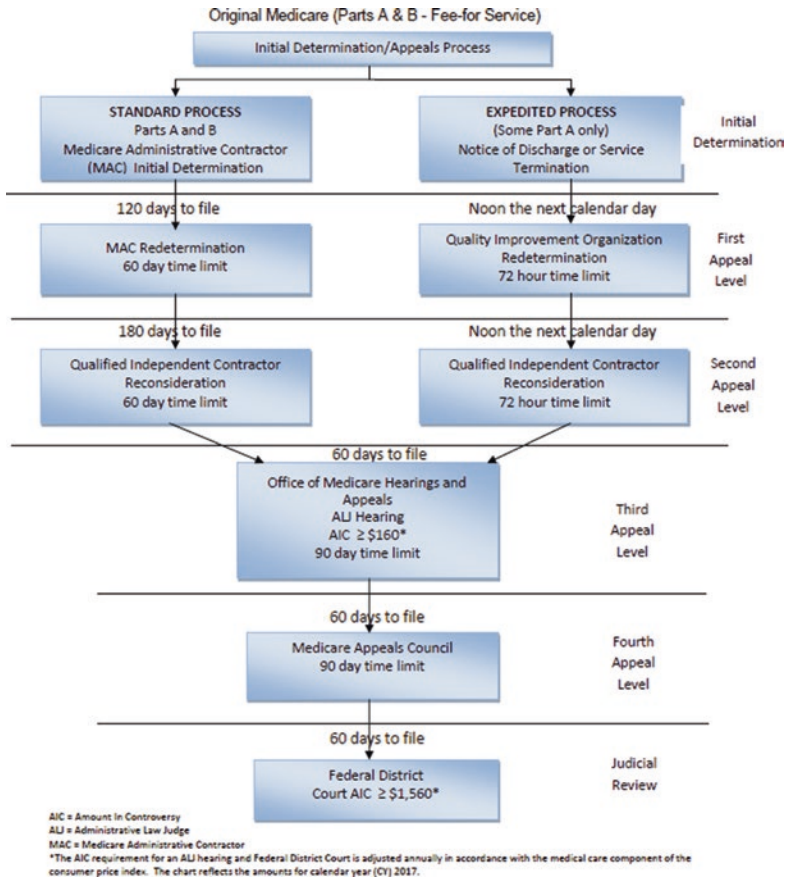 Original Medicare (Parts A & B - Fee-for Service)
Initial Determination/Appeals Process
STANDARD PROCESS
Parts A and B
Medicare Administrative Contractor
(MAC) Initial Determination
EXPEDITED PROCESS
(Some Part A only)
Notice of Discharge or Service
Termination
Initial
Determination
120 days to file
Noon the next calendar day
MAC Redetermination
60 day time limit
Quality Improvement Organization
Redetermination
72 hour time limit
First
Appeal
Level
180 days to file
Noon the next calendar day
Qualified Independent Contractor
Reconsideration
60 day time limit
Qualified Independent Contractor
Reconsideration
72 hour time limit
Second
Appeal
Level
60 days to file
Office of Medicare Hearings and
Appeals
ALJ Hearing
AIC ≥ $160*
90 day time limit
Third
Appeal
Level
60 days to file
Medicare Appeals Council
90 day time limit
Fourth
Appeal
Level
60 days to file
Federal District
Court AIC ≥ $1,560*
Judicial
Review
AIC = Amount In Controversy
ALJ = Administrative Law Judge
MAC = Medicare Administrative Contractor
*The AIC requirement for an ALJ hearing and Federal District Court is adjusted annually in accordance with the medical care component of the
consumer price index. The chart reflects the amounts for calendar year (CY) 2017.